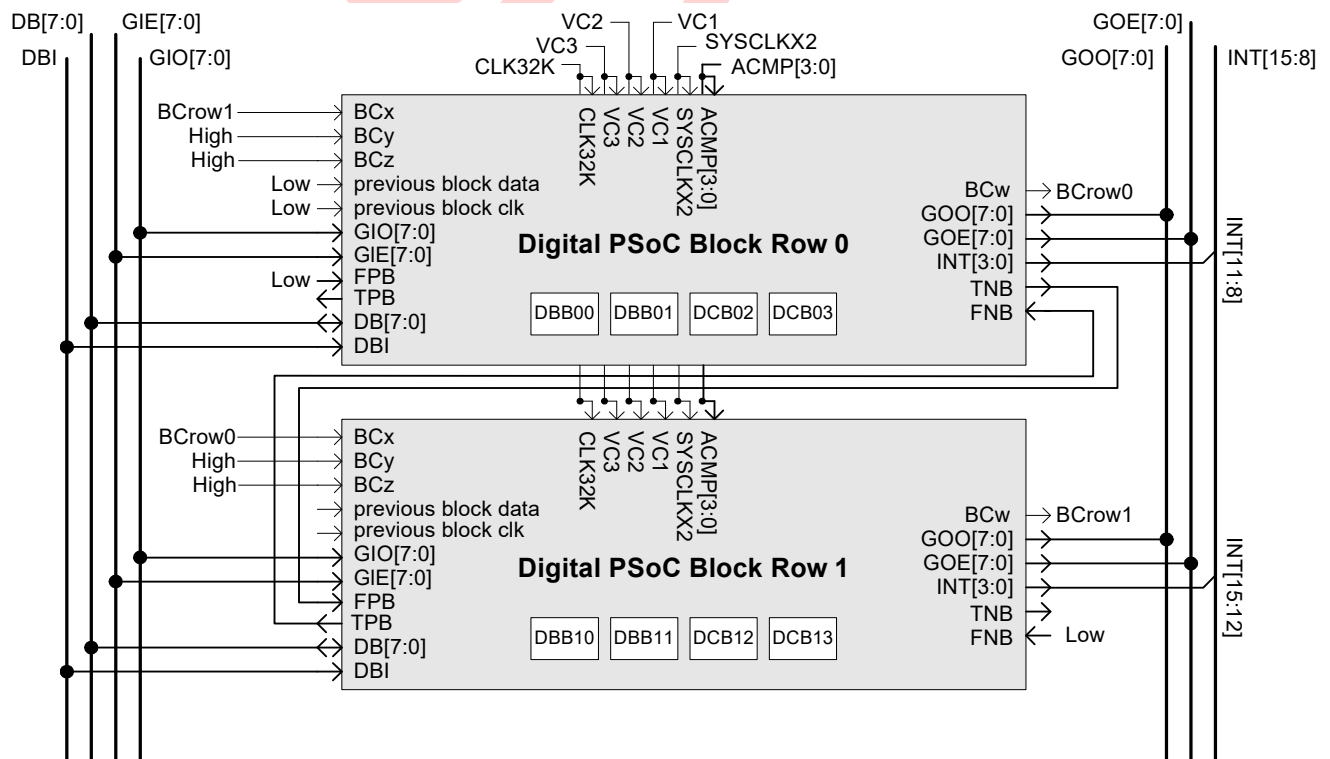 DB[7:0]
GIE[7:0]
DBI
GIO[7:0]
VC2
VC1
VC3
SYSCLKX2
CLK32K
ACMP[3:0]
GOE[7:0]
GOO[7:0]
INT[15:8]
BCrow1
High
High
Low
Low
Low
BCx
BCy
BCz
previous block data
previous block clk
GIO[7:0]
GIE[7:0]
FPB
TPB
DB[7:0]
DBI
CLK32K
VC3
VC2
VC1
SYSCLKX2
ACMP[3:0]
Digital PSoC Block Row 0
DBB00
DBB01
DCB02
DCB03
BCw
GOO[7:0]
GOE[7:0]
INT[3:0]
TNB
FNB
BCrow0
INT[11:8]
BCrow0
High
High
BCx
BCy
BCz
previous block data
previous block clk
GIO[7:0]
GIE[7:0]
FPB
TPB
DB[7:0]
DBI
CLK32K
VC3
VC2
VC1
SYSCLKX2
ACMP[3:0]
Digital PSoC Block Row 1
DBB10
DBB11
DCB12
DCB13
BCw
GOO[7:0]
GOE[7:0]
INT[3:0]
TNB
FNB
BCrow1
Low
INT[15:12]